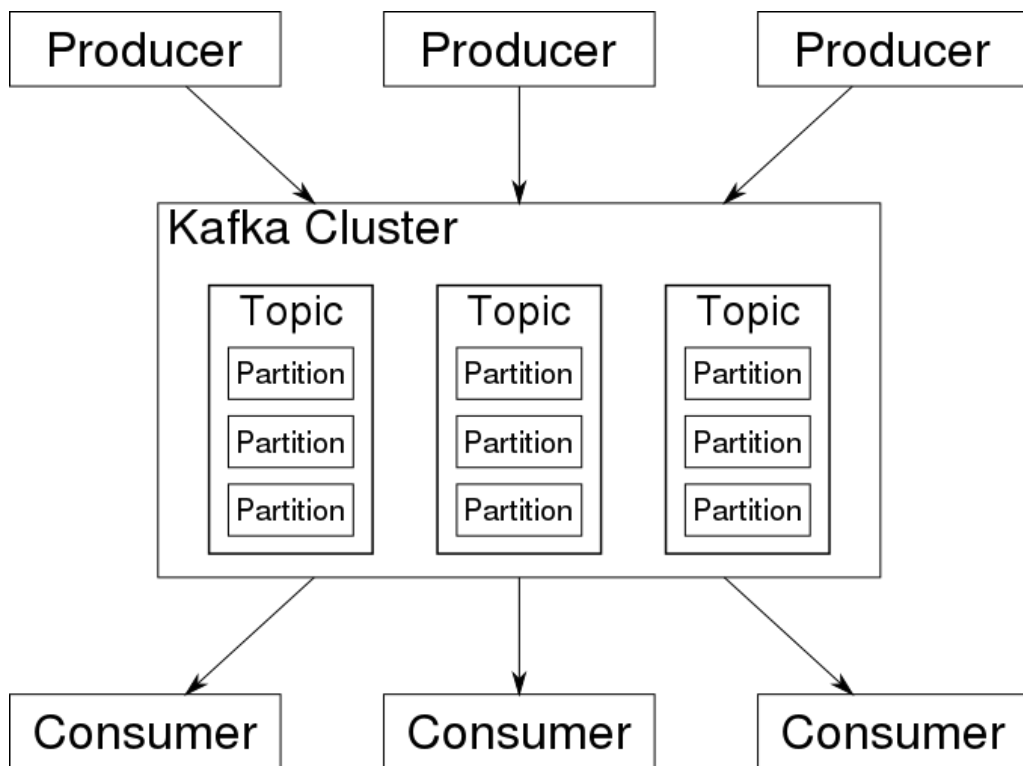 Producer Producer Producer
Kafka Cluster
Topic Topic Topic
Partition Partition Partition
Partition Partition Partition
Partition Partition Partition
Consumer Consumer Consumer